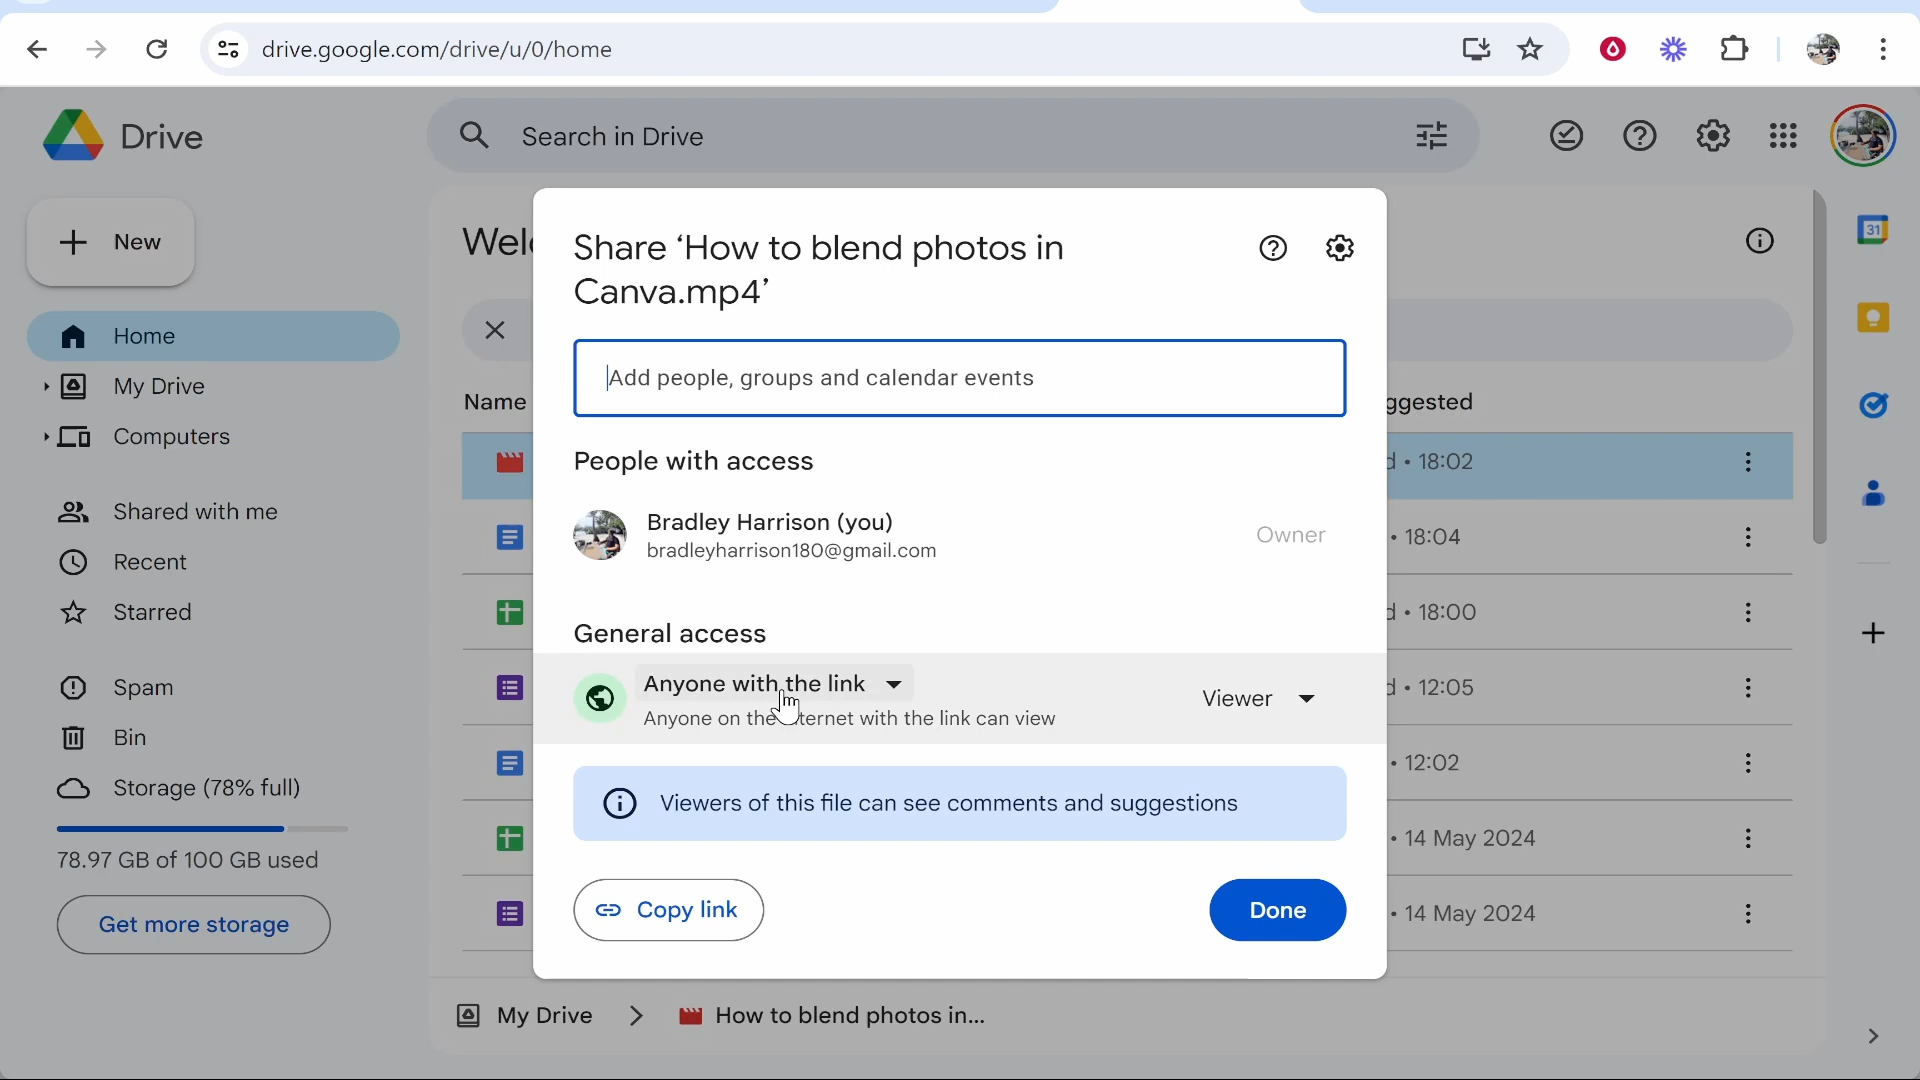 drive.google.com/drive/u/0/home
Drive
Search in Drive
New
Home
My Drive
Computers
Shared with me
Recent
Starred
Spam
Bin
Storage (78% full)
78.97 GB of 100 GB used
Get more storage
Name
Share ‘How to blend photos in
Canva.mp4’
Add people, groups and calendar events
People with access
Bradley Harrison (you)
bradleyharrison180@gmail.com
Owner
General access
Anyone with the link
Anyone on the internet with the link can view
Viewer
Viewers of this file can see comments and suggestions
Copy link
Done
• 18:02
• 18:04
• 18:00
• 12:05
• 12:02
• 14 May 2024
• 14 May 2024
31
My Drive
How to blend photos in...